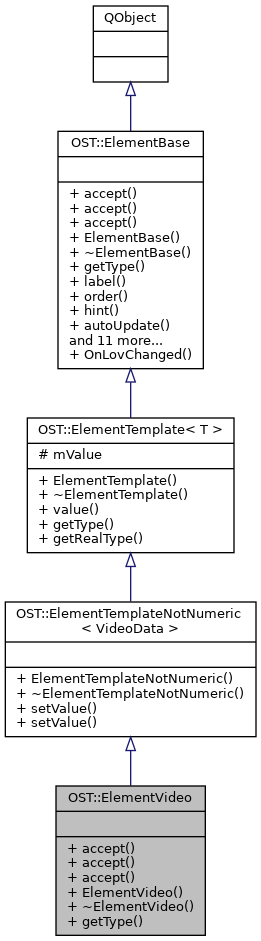 QObject
OST::ElementBase
+ accept()
+ accept()
+ accept()
+ ElementBase()
+ ~ElementBase()
+ getType()
+ label()
+ order()
+ hint()
+ autoUpdate()
and 11 more...
+ OnLovChanged()
OST::ElementTemplate< T >
# mValue
+ ElementTemplate()
+ ~ElementTemplate()
+ value()
+ getType()
+ getRealType()
OST::ElementTemplateNotNumeric
< VideoData >
+ ElementTemplateNotNumeric()
+ ~ElementTemplateNotNumeric()
+ setValue()
+ setValue()
OST::ElementVideo
+ accept()
+ accept()
+ accept()
+ ElementVideo()
+ ~ElementVideo()
+ getType()